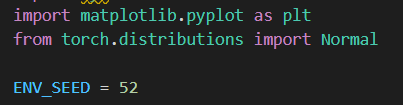 import matplotlib.pyplot as plt
from torch.distributions import Normal
ENV_SEED = 52